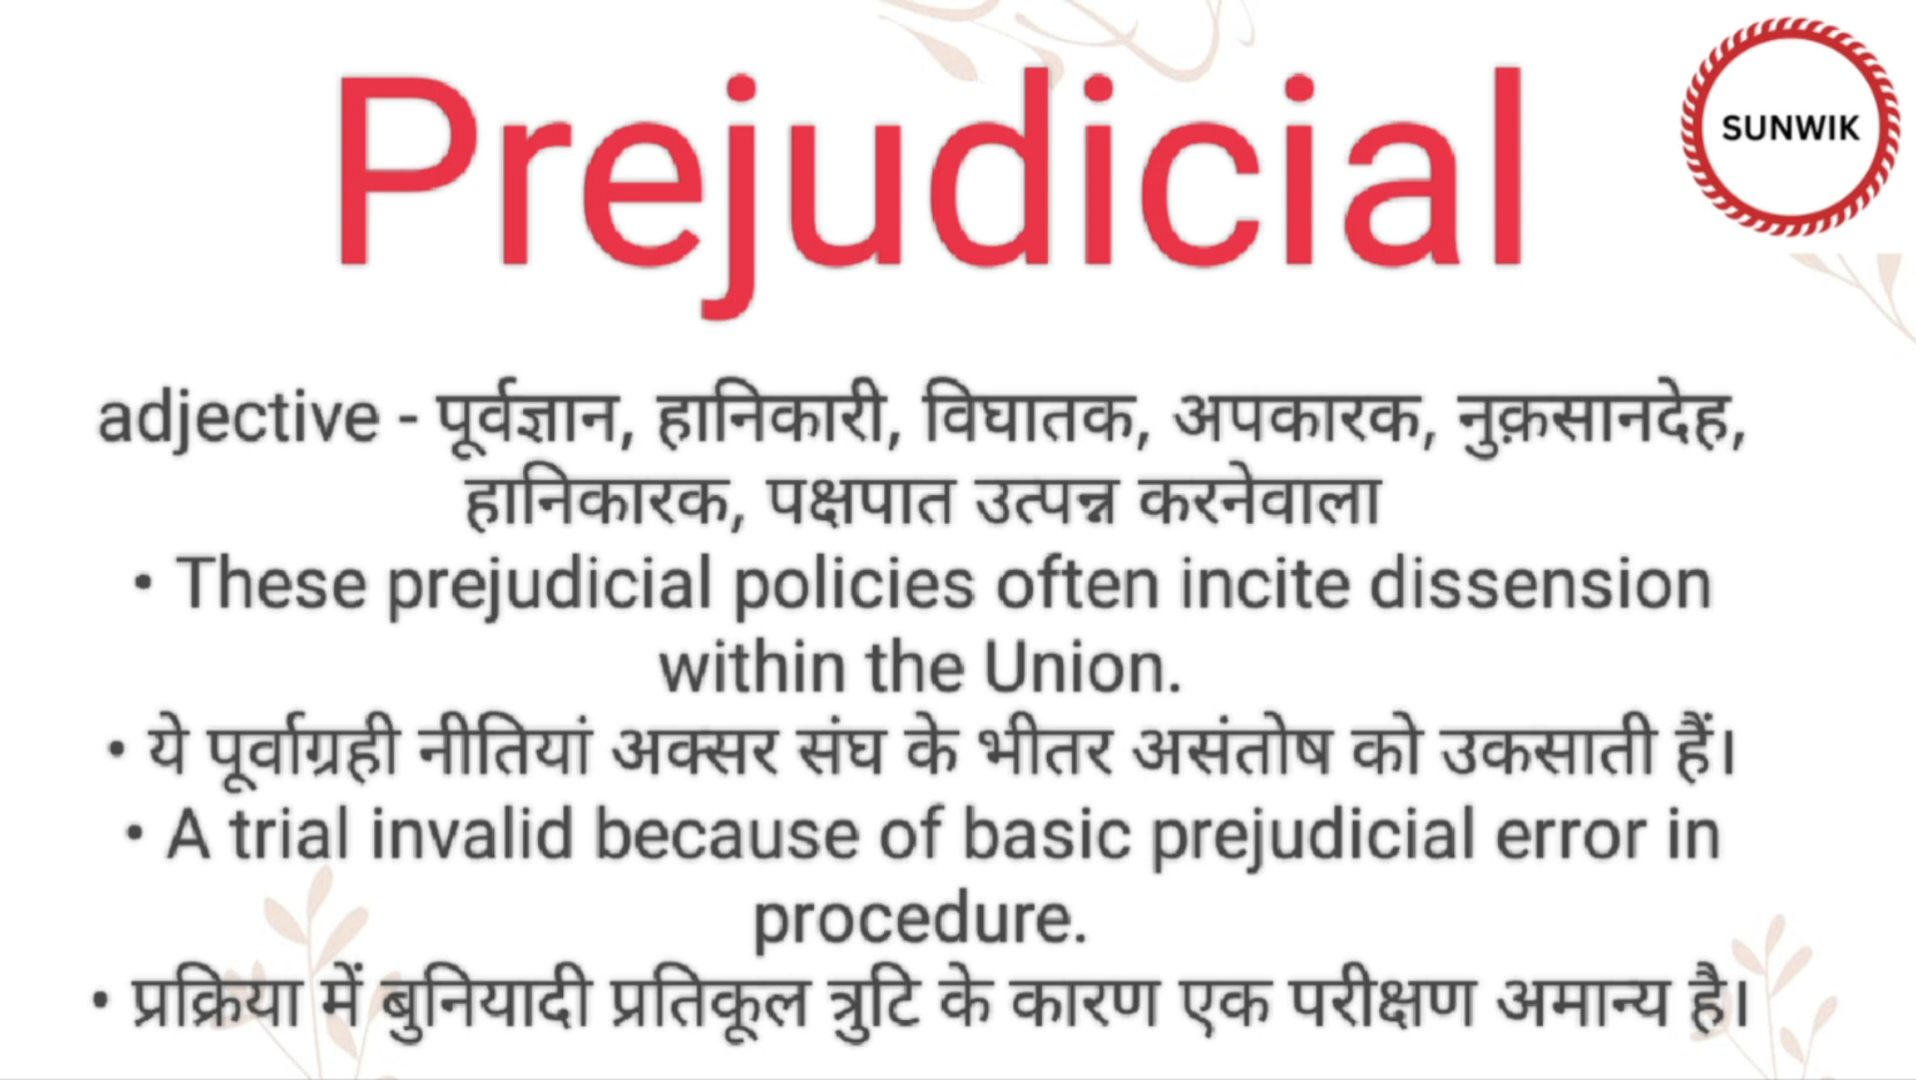 Prejudicial
SUNWIK
adjective - पूर्वज्ञान, हानिकारी, विघातक, अपकारक, नुक़सानदेह,
हानिकारक, पक्षपात उत्पन्न करनेवाला
• These prejudicial policies often incite dissension
within the Union.
• ये पूर्वाग्रही नीतियां अक्सर संघ के भीतर असंतोष को उकसाती हैं।
• A trial invalid because of basic prejudicial error in
procedure.
• प्रक्रिया में बुनियादी प्रतिकूल त्रुटि के कारण एक परीक्षण अमान्य है।